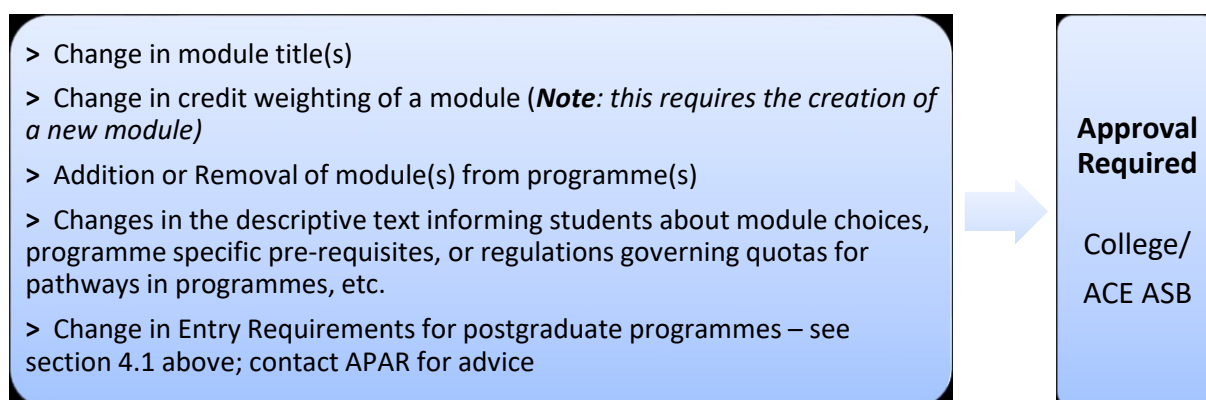 > Change in module title(s)
> Change in credit weighting of a module (Note: this requires the creation of
a new module)
> Addition or Removal of module(s) from programme(s)
> Changes in the descriptive text informing students about module choices,
programme specific pre-requisites, or regulations governing quotas for
pathways in programmes, etc.
> Change in Entry Requirements for postgraduate programmes – see
section 4.1 above; contact APAR for advice
Approval
Required
College/
ACE ASB